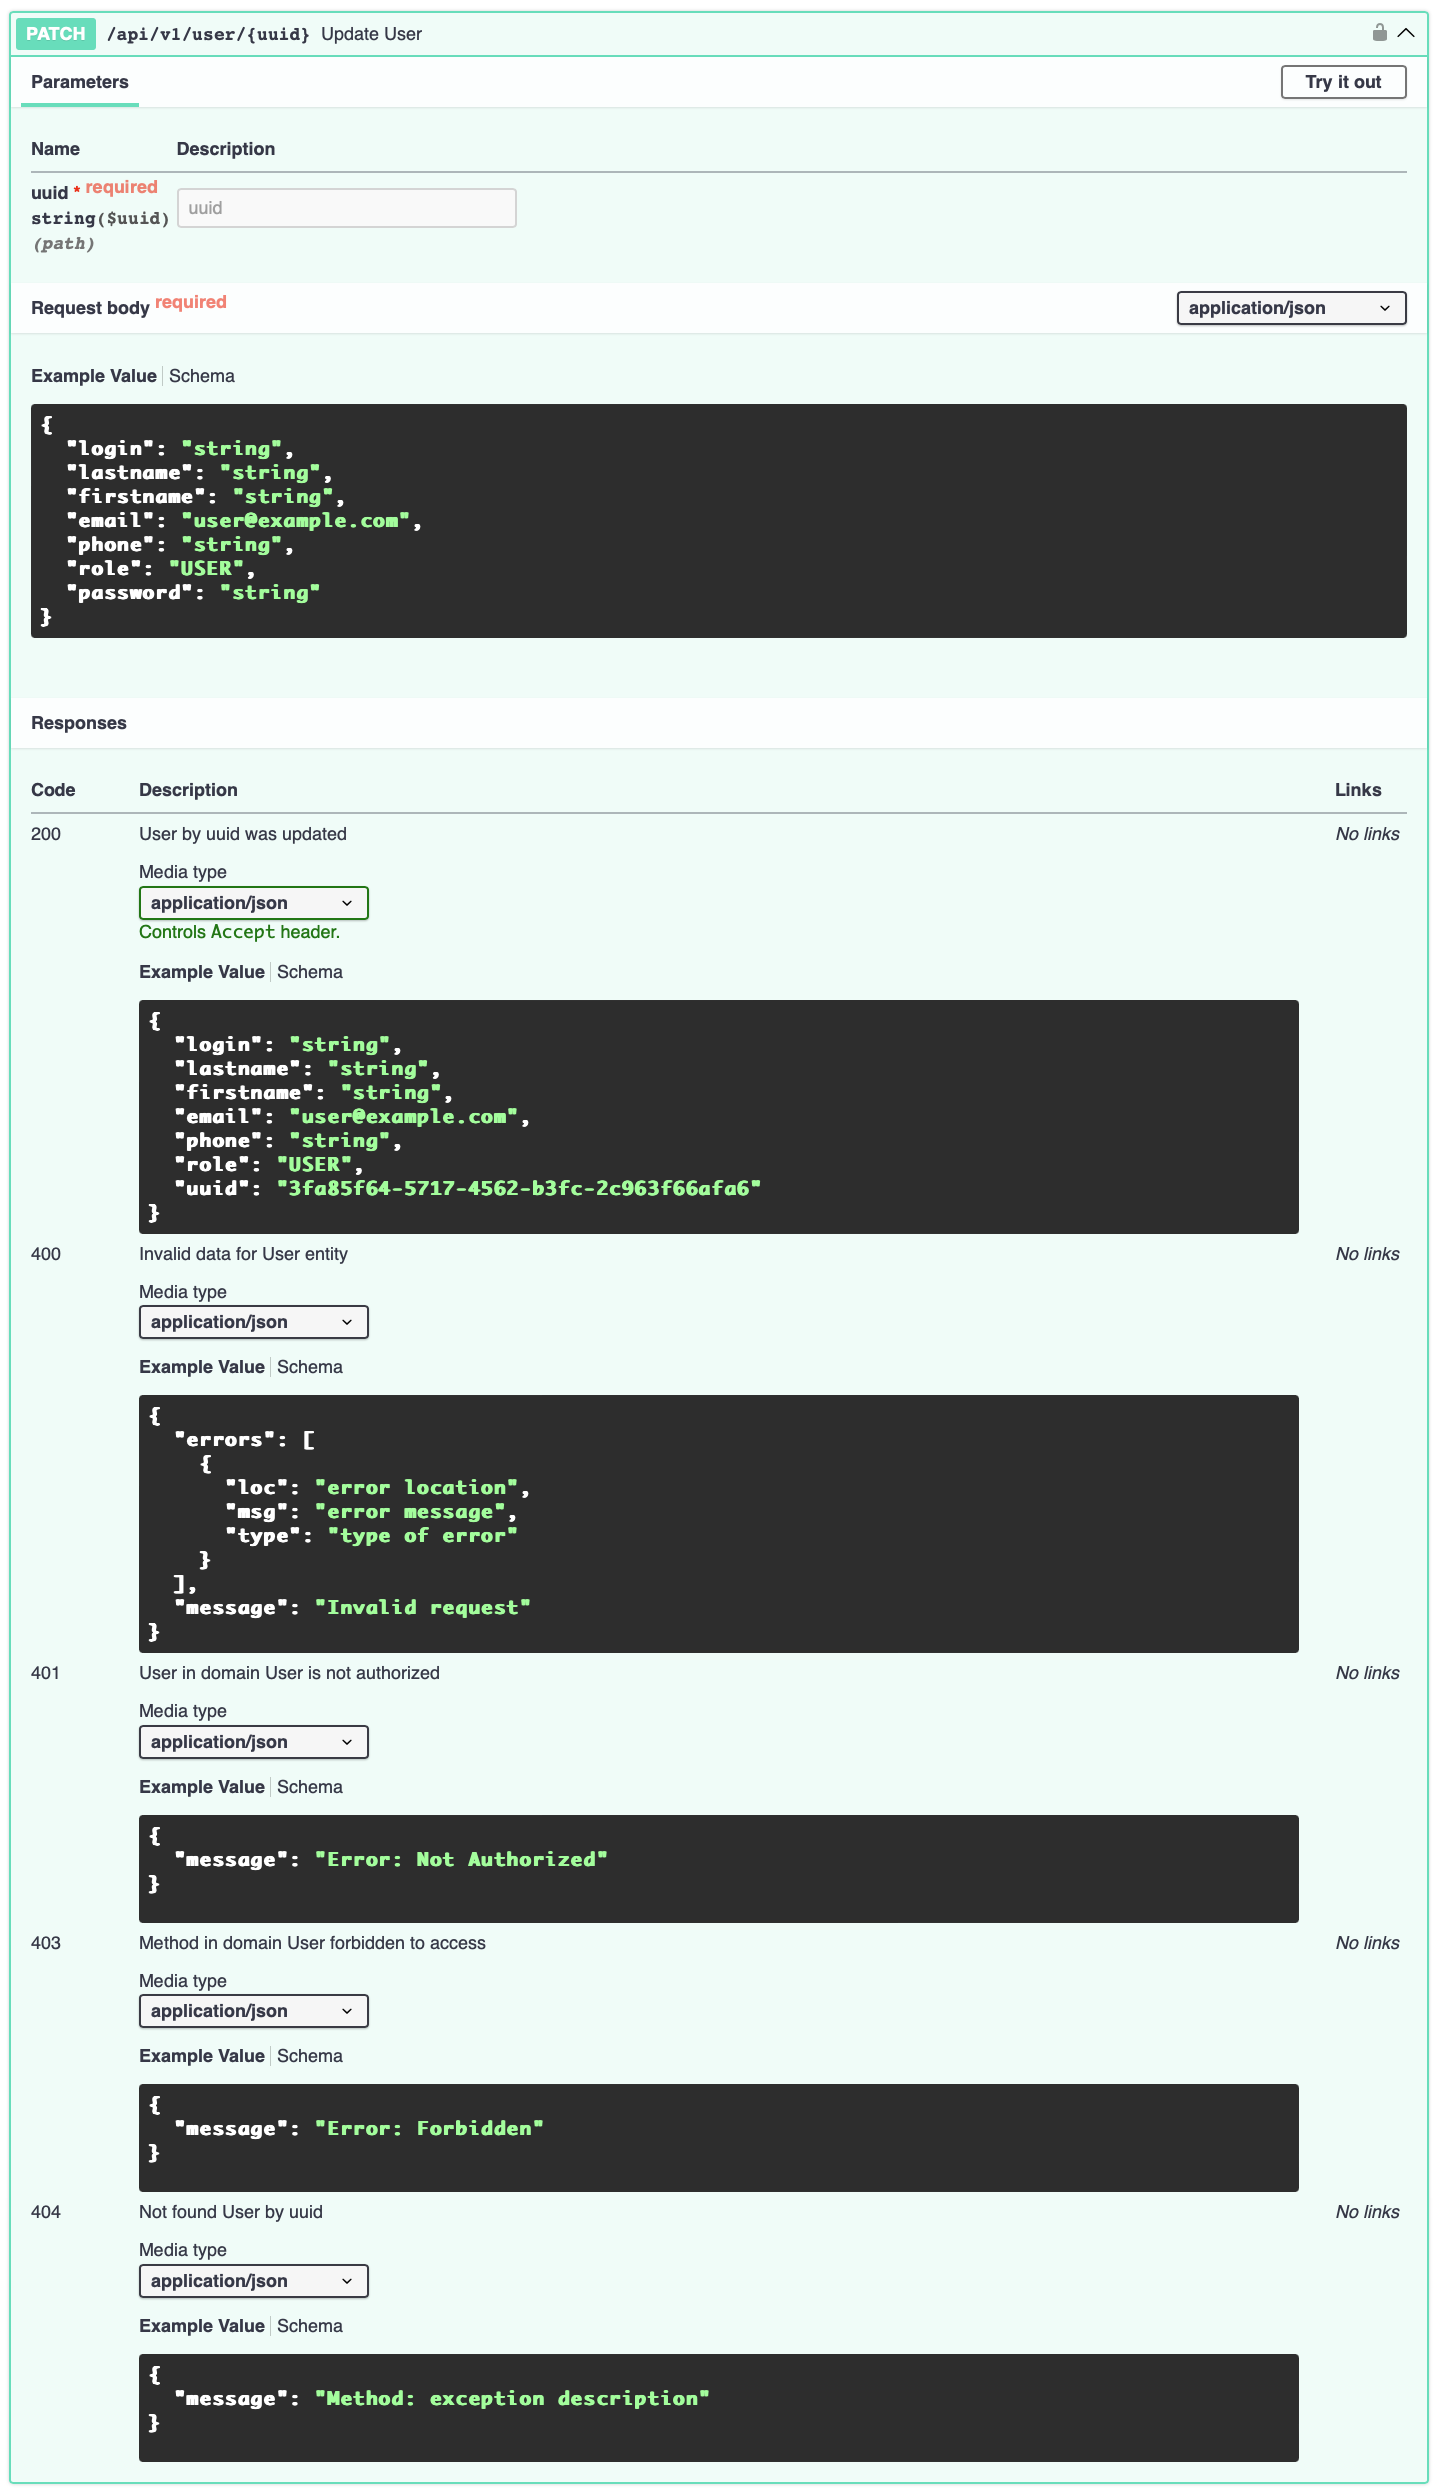 PATCH /api/v1/user/{uuid} Update User
Parameters Try it out
Name Description
uuid * required
string($uuid)
(path)
uuid
Request body required application/json
Example Value Schema
{
  "login": "string",
  "lastname": "string",
  "firstname": "string",
  "email": "user@example.com",
  "phone": "string",
  "role": "USER",
  "password": "string"
}
Responses
Code Description Links
200 User by uuid was updated No links
Media type
application/json
Controls Accept header.
Example Value Schema
{
  "login": "string",
  "lastname": "string",
  "firstname": "string",
  "email": "user@example.com",
  "phone": "string",
  "role": "USER",
  "uuid": "3fa85f64-5717-4562-b3fc-2c963f66afa6"
}
400 Invalid data for User entity No links
Media type
application/json
Example Value Schema
{
  "errors": [
    {
      "loc": "error location",
      "msg": "error message",
      "type": "type of error"
    }
  ],
  "message": "Invalid request"
}
401 User in domain User is not authorized No links
Media type
application/json
Example Value Schema
{
  "message": "Error: Not Authorized"
}
403 Method in domain User forbidden to access No links
Media type
application/json
Example Value Schema
{
  "message": "Error: Forbidden"
}
404 Not found User by uuid No links
Media type
application/json
Example Value Schema
{
  "message": "Method: exception description"
}